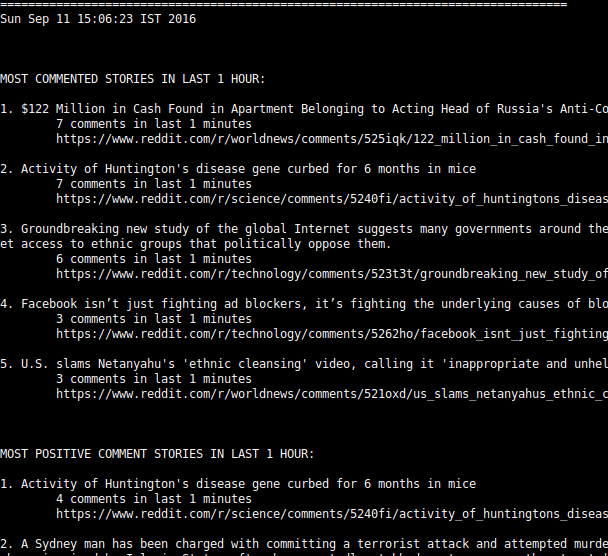 ================================================================================
Sun Sep 11 15:06:23 IST 2016
MOST COMMENTED STORIES IN LAST 1 HOUR:
1. $122 Million in Cash Found in Apartment Belonging to Acting Head of Russia's Anti-Co
7 comments in last 1 minutes
https://www.reddit.com/r/worldnews/comments/525iqk/122_million_in_cash_found_in
2. Activity of Huntington's disease gene curbed for 6 months in mice
7 comments in last 1 minutes
https://www.reddit.com/r/science/comments/5240fi/activity_of_huntingtons_diseas
3. Groundbreaking new study of the global Internet suggests many governments around the
et access to ethnic groups that politically oppose them.
6 comments in last 1 minutes
https://www.reddit.com/r/technology/comments/523t3t/groundbreaking_new_study_of
4. Facebook isn’t just fighting ad blockers, it’s fighting the underlying causes of blo
3 comments in last 1 minutes
https://www.reddit.com/r/technology/comments/5262ho/facebook_isnt_just_fighting
5. U.S. slams Netanyahu's 'ethnic cleansing' video, calling it 'inappropriate and unhel
3 comments in last 1 minutes
https://www.reddit.com/r/worldnews/comments/521oxd/us_slams_netanyahus_ethnic_c
MOST POSITIVE COMMENT STORIES IN LAST 1 HOUR:
1. Activity of Huntington's disease gene curbed for 6 months in mice
4 comments in last 1 minutes
https://www.reddit.com/r/science/comments/5240fi/activity_of_huntingtons_diseas
2. A Sydney man has been charged with committing a terrorist attack and attempted murde